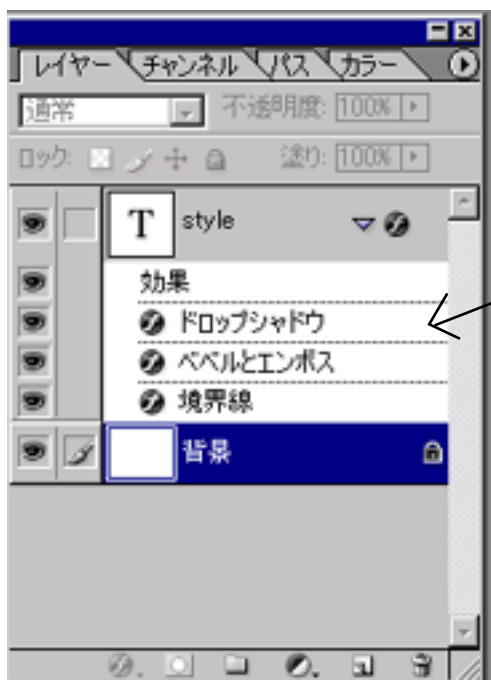 レイヤー チャンネル パス カラー
通常 不透明度: 100%
ロック: 塗り: 100%
T style
効果
ドロップシャドウ
ベベルとエンボス
境界線
背景